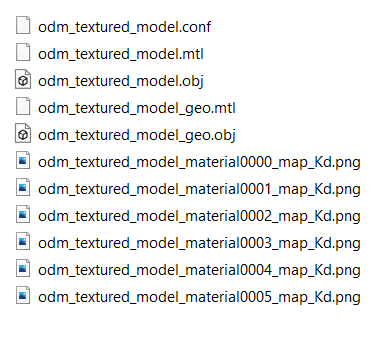 odm_textured_model.conf
odm_textured_model.mtl
odm_textured_model.obj
odm_textured_model_geo.mtl
odm_textured_model_geo.obj
odm_textured_model_material0000_map_Kd.png
odm_textured_model_material0001_map_Kd.png
odm_textured_model_material0002_map_Kd.png
odm_textured_model_material0003_map_Kd.png
odm_textured_model_material0004_map_Kd.png
odm_textured_model_material0005_map_Kd.png